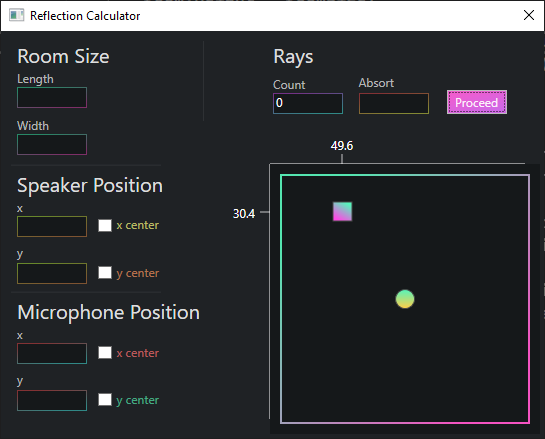 Reflection Calculator
Room Size
Length
Width
Speaker Position
x
x center
y
y center
Microphone Position
x
x center
y
y center
Rays
Count
Absort
0
Proceed
49.6
30.4